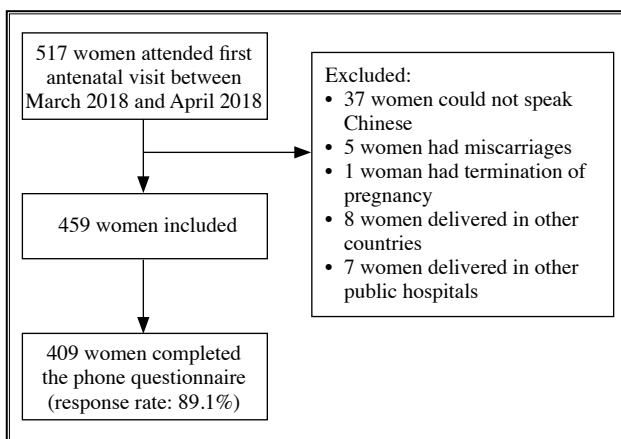 517 women attended first
antenatal visit between
March 2018 and April 2018
Excluded:
• 37 women could not speak
Chinese
• 5 women had miscarriages
• 1 woman had termination of
pregnancy
• 8 women delivered in other
countries
• 7 women delivered in other
public hospitals
459 women included
409 women completed
the phone questionnaire
(response rate: 89.1%)